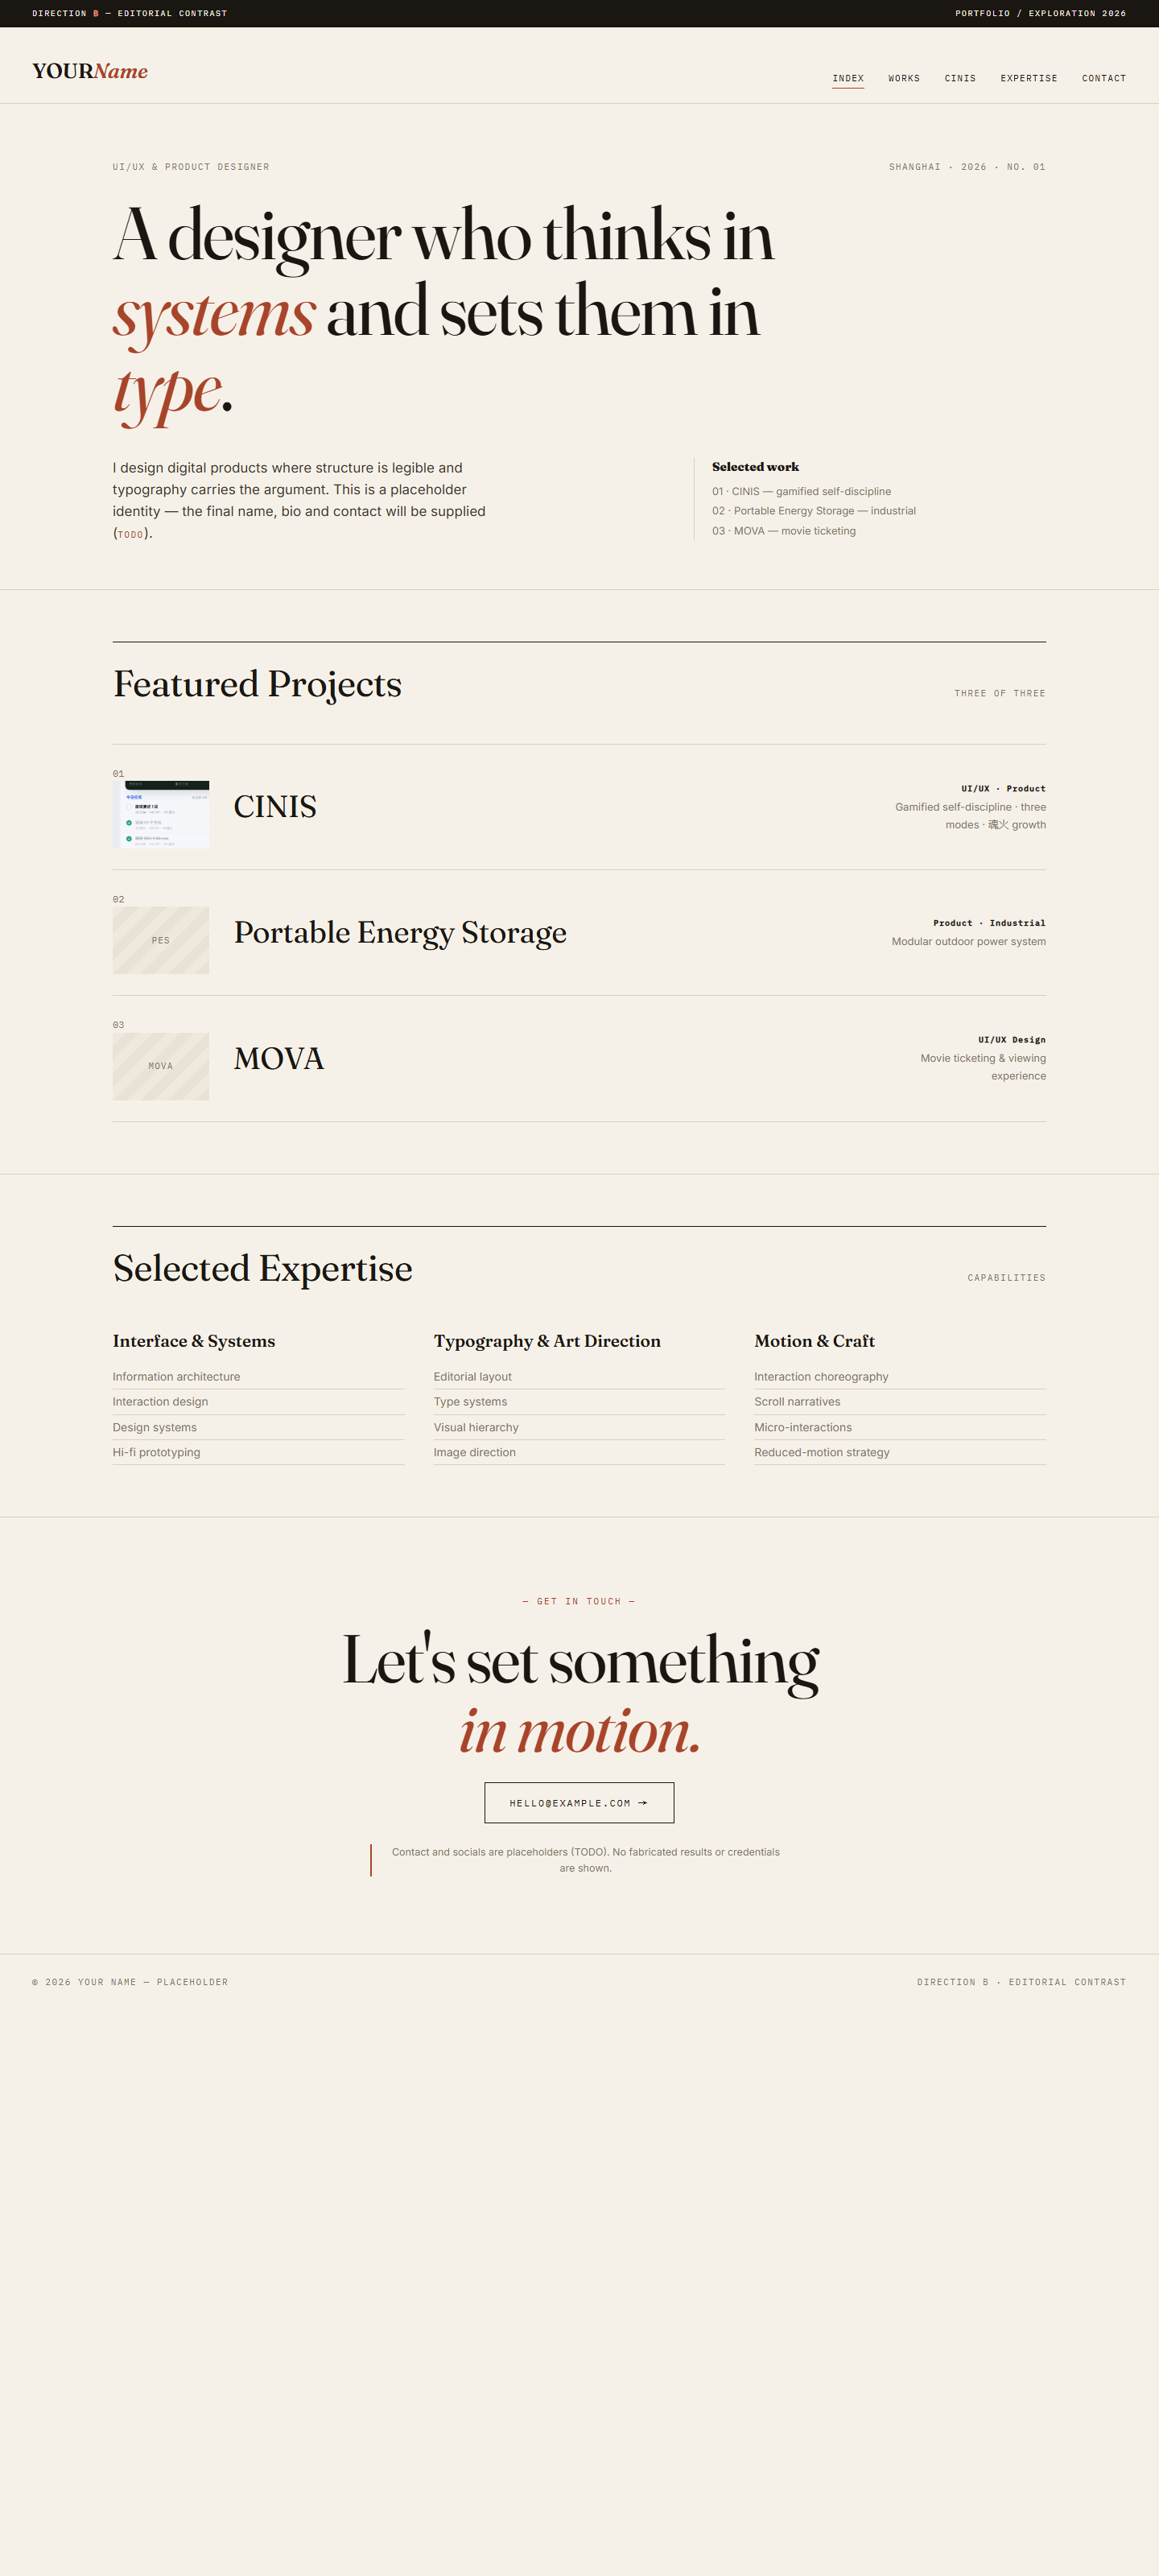 DIRECTION B — EDITORIAL CONTRAST
PORTFOLIO / EXPLORATION 2026
YOURName
INDEX
WORKS
CINIS
EXPERTISE
CONTACT
UI/UX & PRODUCT DESIGNER
SHANGHAI · 2026 · NO. 01
A designer who thinks in
systems and sets them in
type.
I design digital products where structure is legible and
typography carries the argument. This is a placeholder
identity — the final name, bio and contact will be supplied
(TODO).
Selected work
01 · CINIS — gamified self-discipline
02 · Portable Energy Storage — industrial
03 · MOVA — movie ticketing
Featured Projects
THREE OF THREE
01
CINIS
UI/UX · Product
Gamified self-discipline · three
modes · 魂火 growth
02
PES
Portable Energy Storage
Product · Industrial
Modular outdoor power system
03
MOVA
MOVA
UI/UX Design
Movie ticketing & viewing
experience
Selected Expertise
CAPABILITIES
Interface & Systems
Information architecture
Interaction design
Design systems
Hi-fi prototyping
Typography & Art Direction
Editorial layout
Type systems
Visual hierarchy
Image direction
Motion & Craft
Interaction choreography
Scroll narratives
Micro-interactions
Reduced-motion strategy
— GET IN TOUCH —
Let's set something
in motion.
HELLO@EXAMPLE.COM →
Contact and socials are placeholders (TODO). No fabricated results or credentials
are shown.
© 2026 YOUR NAME — PLACEHOLDER
DIRECTION B · EDITORIAL CONTRAST